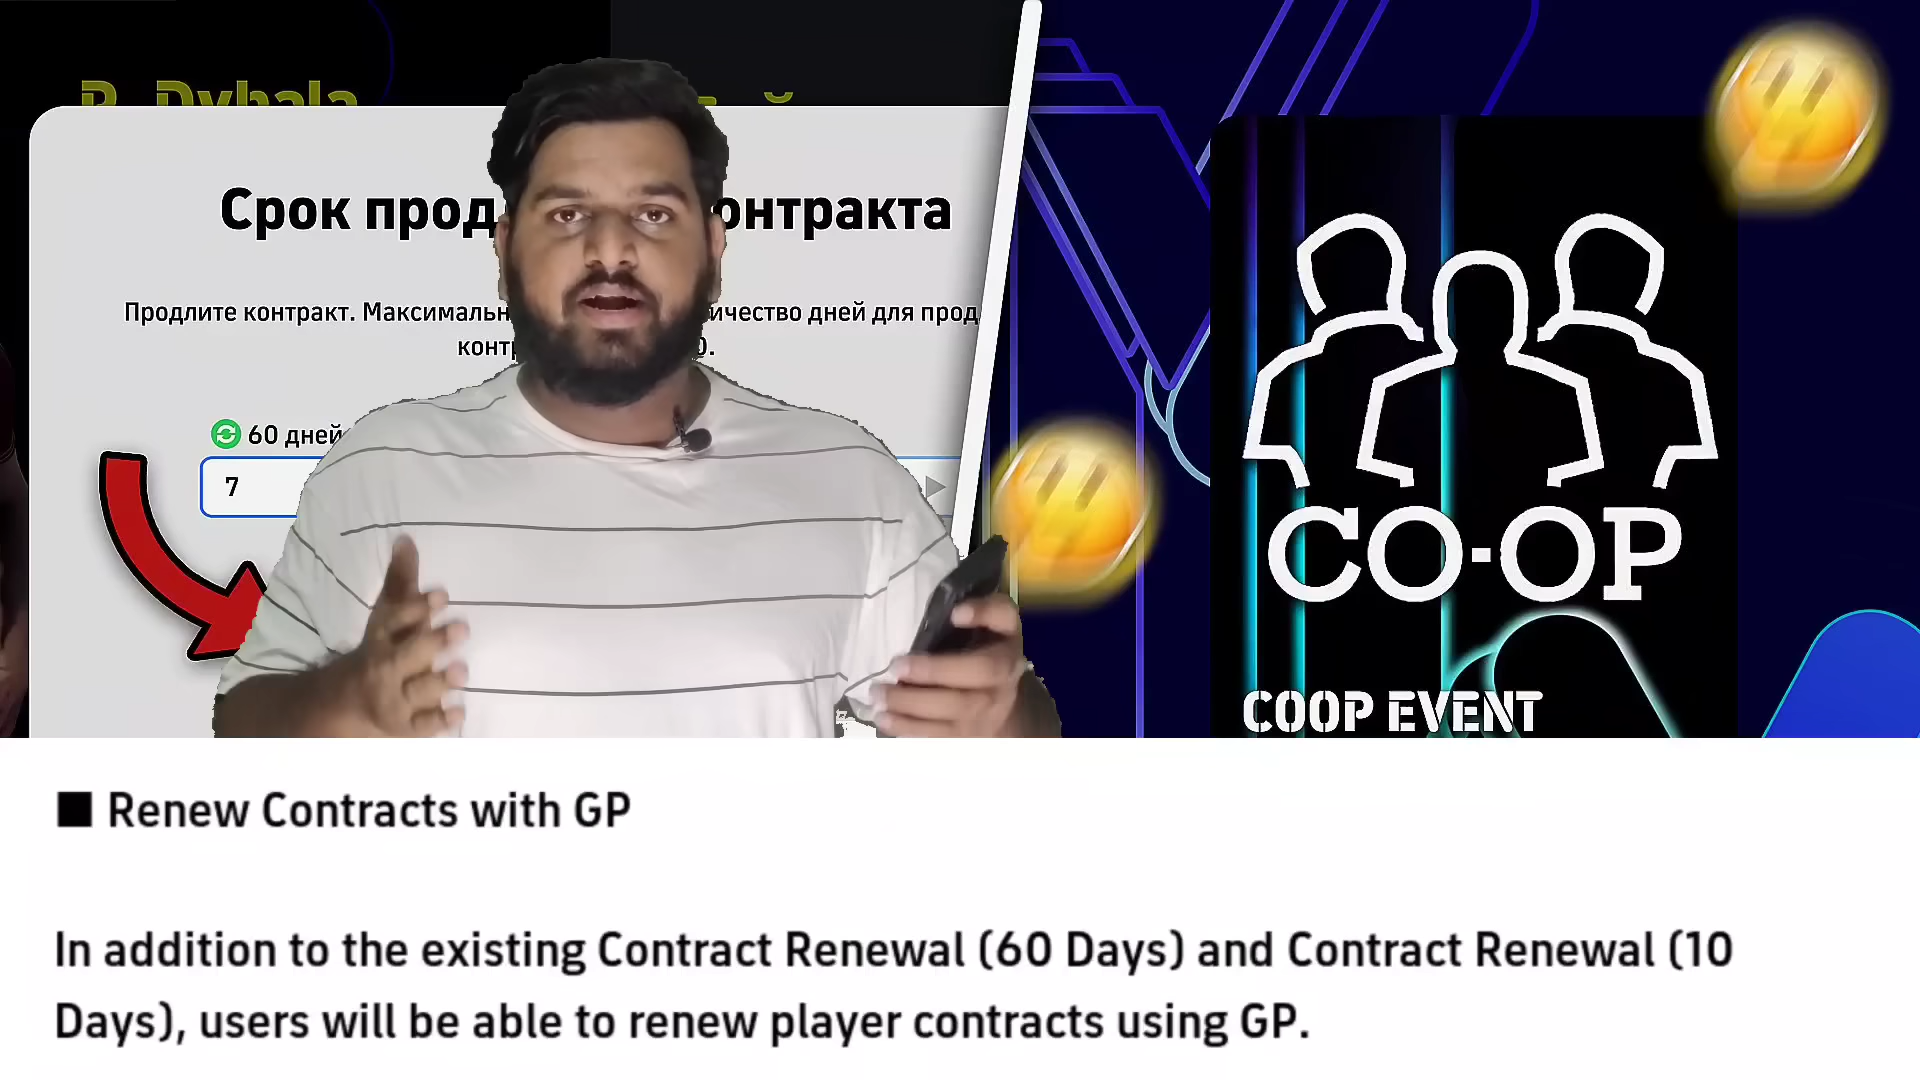 Срок прод онтракта
Продлите контракт. Максимальн ичество дней для прод
конт 0.
60 дней
7
CO-OP
COOP EVENT
■ Renew Contracts with GP
In addition to the existing Contract Renewal (60 Days) and Contract Renewal (10
Days), users will be able to renew player contracts using GP.